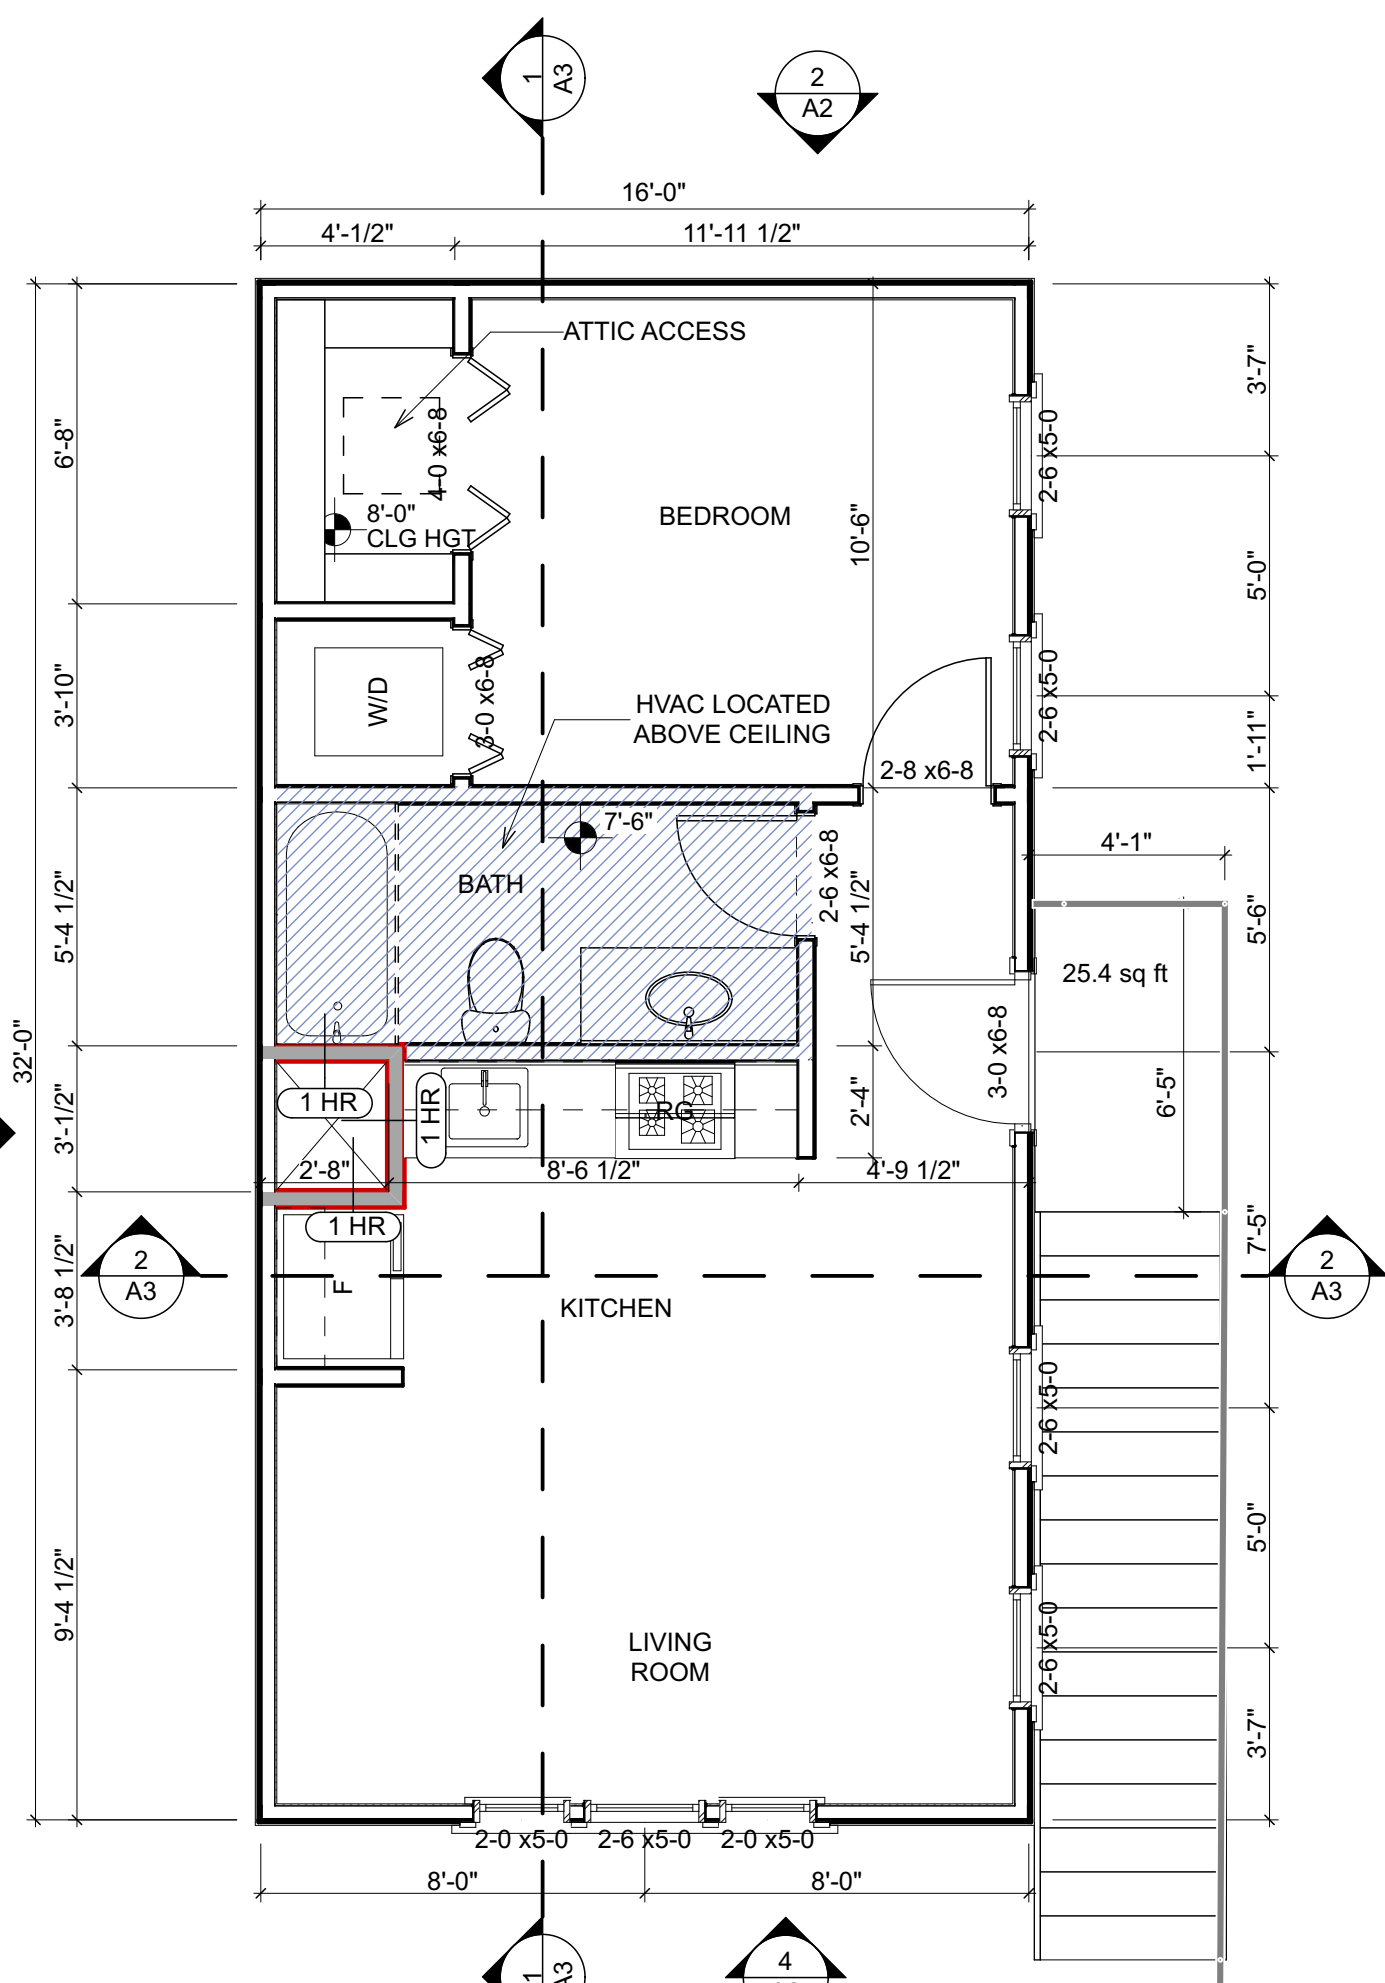 1
A3
2
A2
16'-0"
4'-1/2"
11'-11 1/2"
ATTIC ACCESS
3'-7"
2-6 x5-0
6'-8"
4-0 x6-8
8'-0"
CLG HGT
BEDROOM
10'-6"
5'-0"
3'-10"
W/D
3-0 x6-8
HVAC LOCATED
ABOVE CEILING
2-6 x5-0
1'-11"
2-8 x6-8
7'-6"
BATH
2-6 x6-8
5'-4 1/2"
5'-4 1/2"
4'-1"
5'-6"
25.4 sq ft
32'-0"
3'-1/2"
1 HR
1 HR
RG
2'-4"
3-0 x6-8
6'-5"
2'-8"
8'-6 1/2"
4'-9 1/2"
1 HR
7'-5"
2
A3
3'-8 1/2"
F
KITCHEN
2
A3
2-6 x5-0
5'-0"
9'-4 1/2"
LIVING
ROOM
2-6 x5-0
3'-7"
2-0 x5-0
2-6 x5-0
2-0 x5-0
8'-0"
8'-0"
1
A3
4